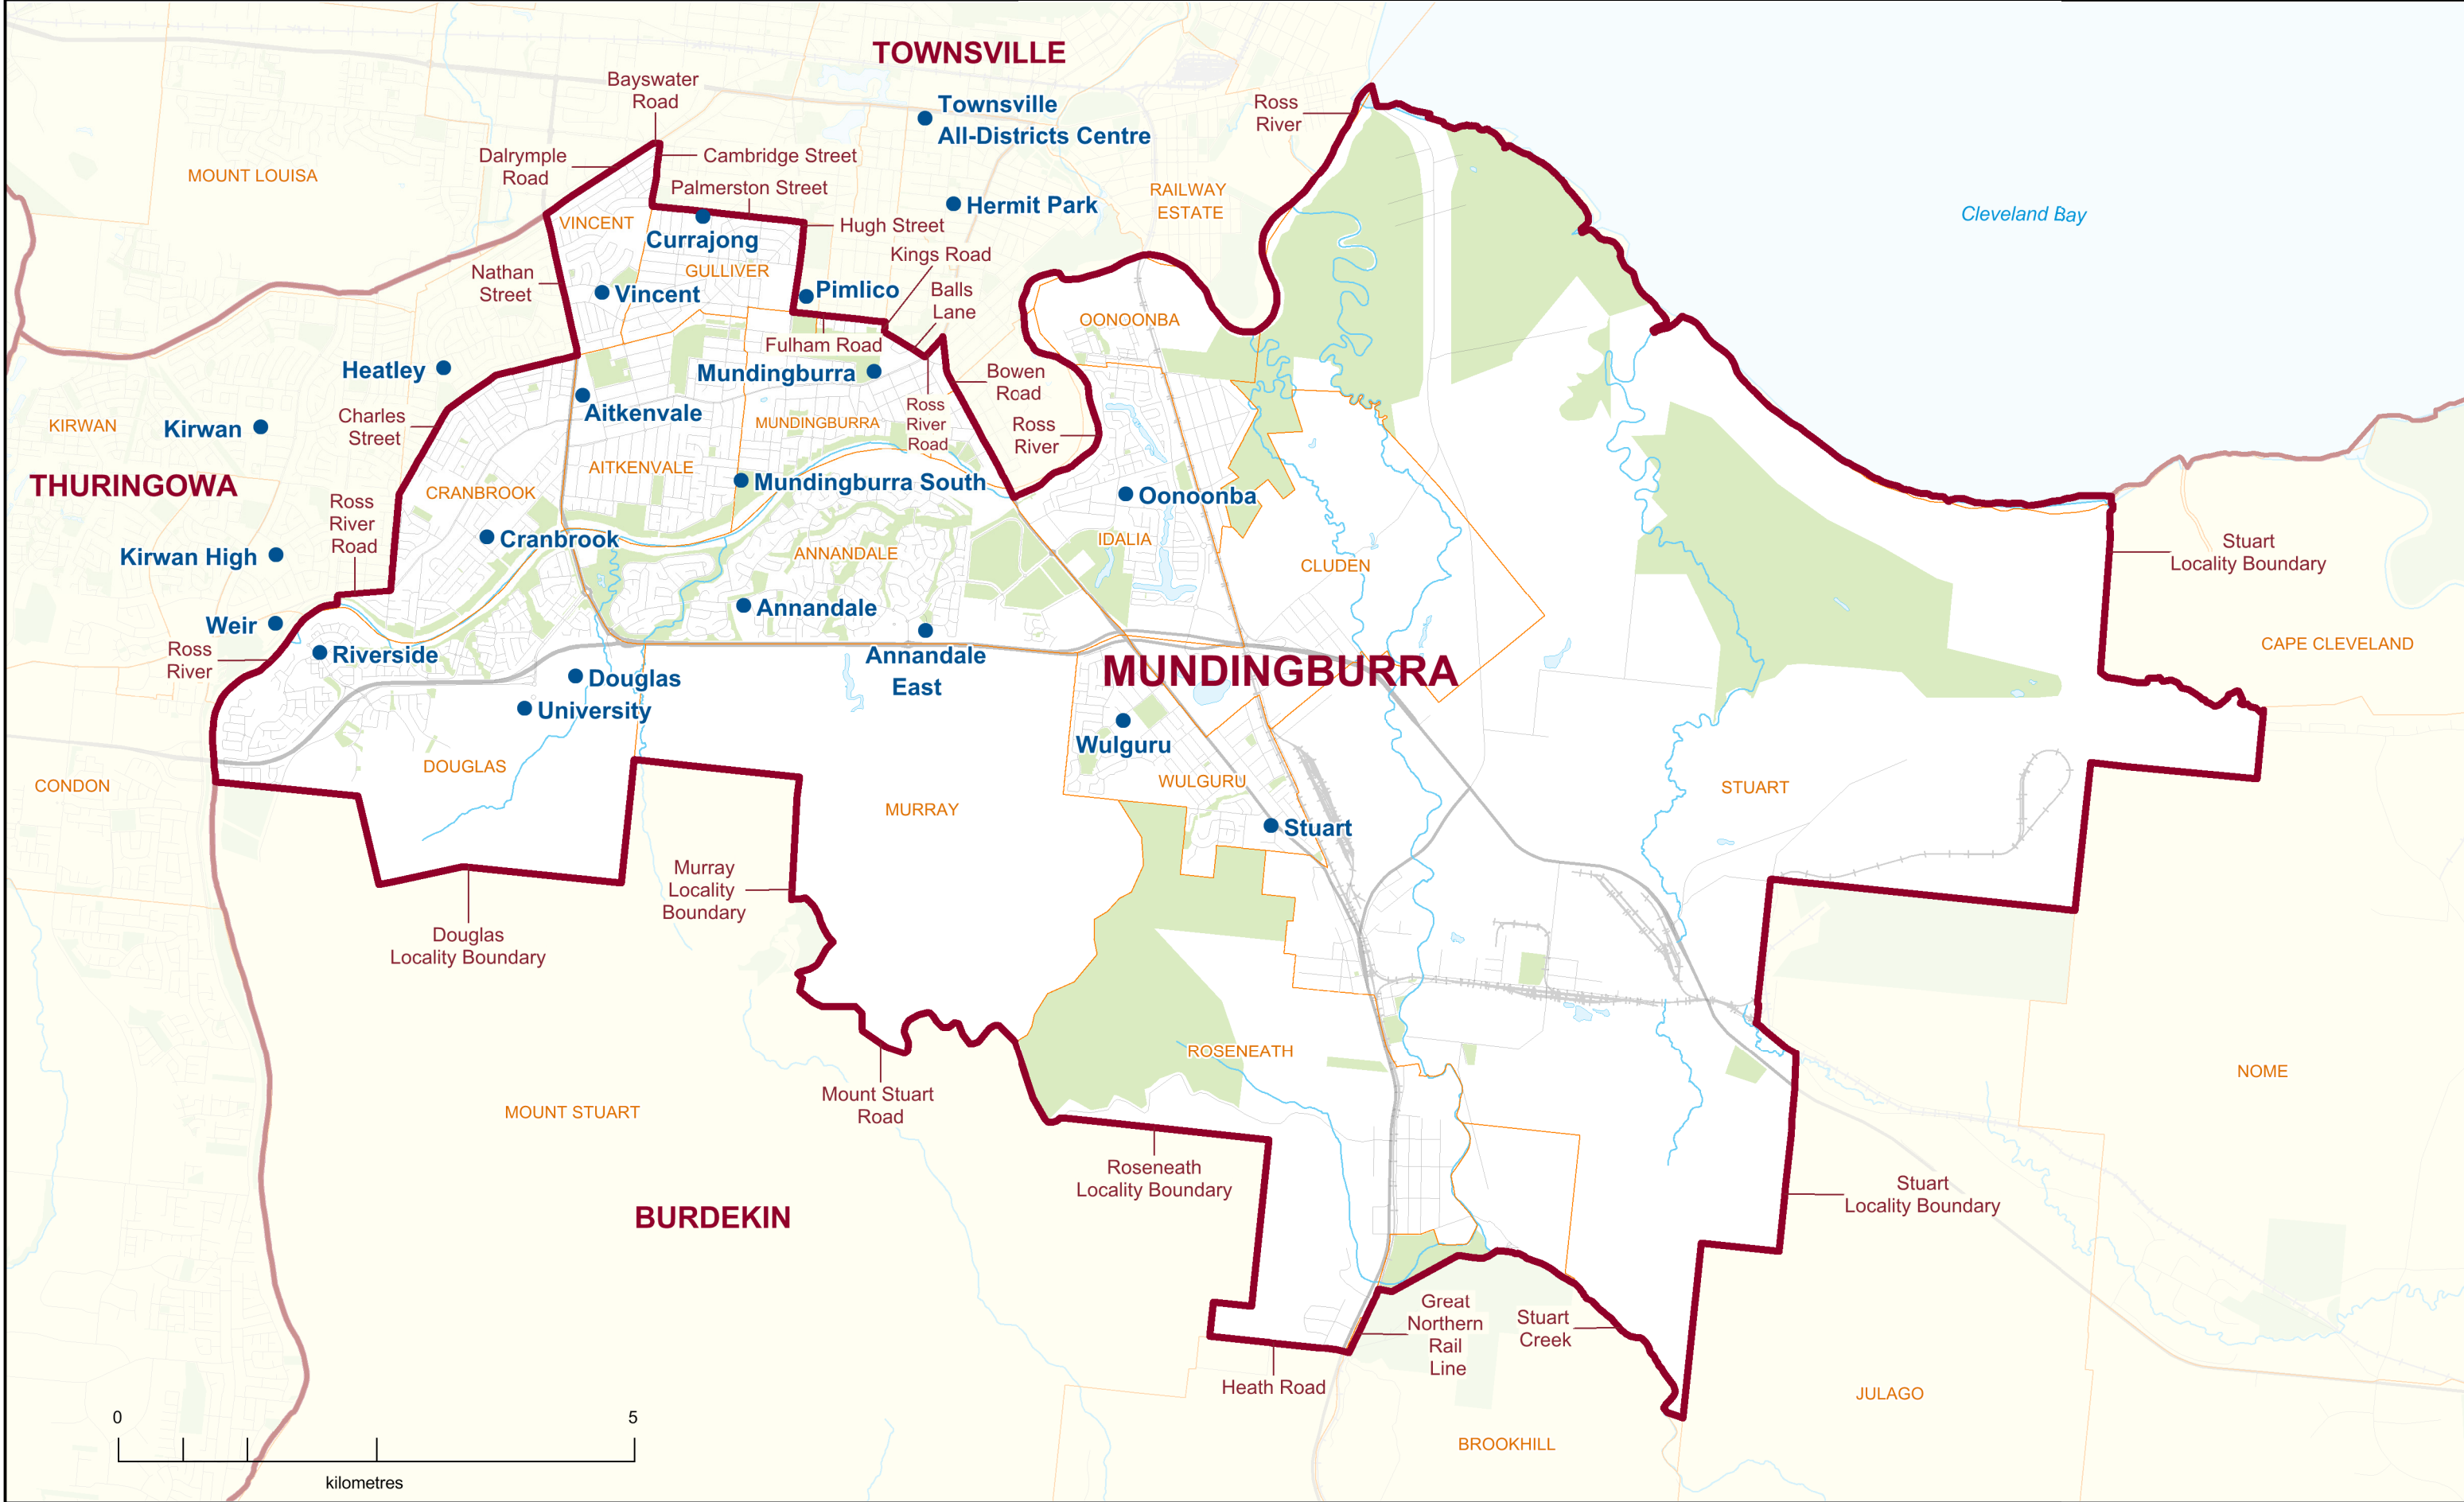 TOWNSVILLE
Bayswater
Road
Townsville
All-Districts Centre
Ross
River
Dalrymple
Road
Cambridge Street
MOUNT LOUISA
Palmerston Street
RAILWAY
ESTATE
Hermit Park
Cleveland Bay
VINCENT
Currajong
Hugh Street
GULLIVER
Kings Road
Nathan
Street
Vincent
Pimlico
Balls
Lane
OONOONBA
Fulham Road
Heatley
Mundingburra
Bowen
Road
Aitkenvale
Ross
River
Road
Charles
Street
KIRWAN
Kirwan
MUNDINGBURRA
Ross
River
AITKENVALE
THURINGOWA
CRANBROOK
Mundingburra South
Oonoonba
Ross
River
Road
Cranbrook
IDALIA
Kirwan High
ANNANDALE
CLUDEN
Stuart
Locality Boundary
Annandale
Weir
Ross
River
Riverside
Annandale
East
MUNDINGBURRA
CAPE CLEVELAND
Douglas
University
Wulguru
DOUGLAS
CONDON
WULGURU
STUART
MURRAY
Stuart
Murray
Locality
Boundary
Douglas
Locality Boundary
ROSENEATH
NOME
Mount Stuart
Road
MOUNT STUART
Roseneath
Locality Boundary
Stuart
Locality Boundary
BURDEKIN
Great
Northern
Rail
Line
Stuart
Creek
Heath Road
JULAGO
BROOKHILL
0 5
kilometres